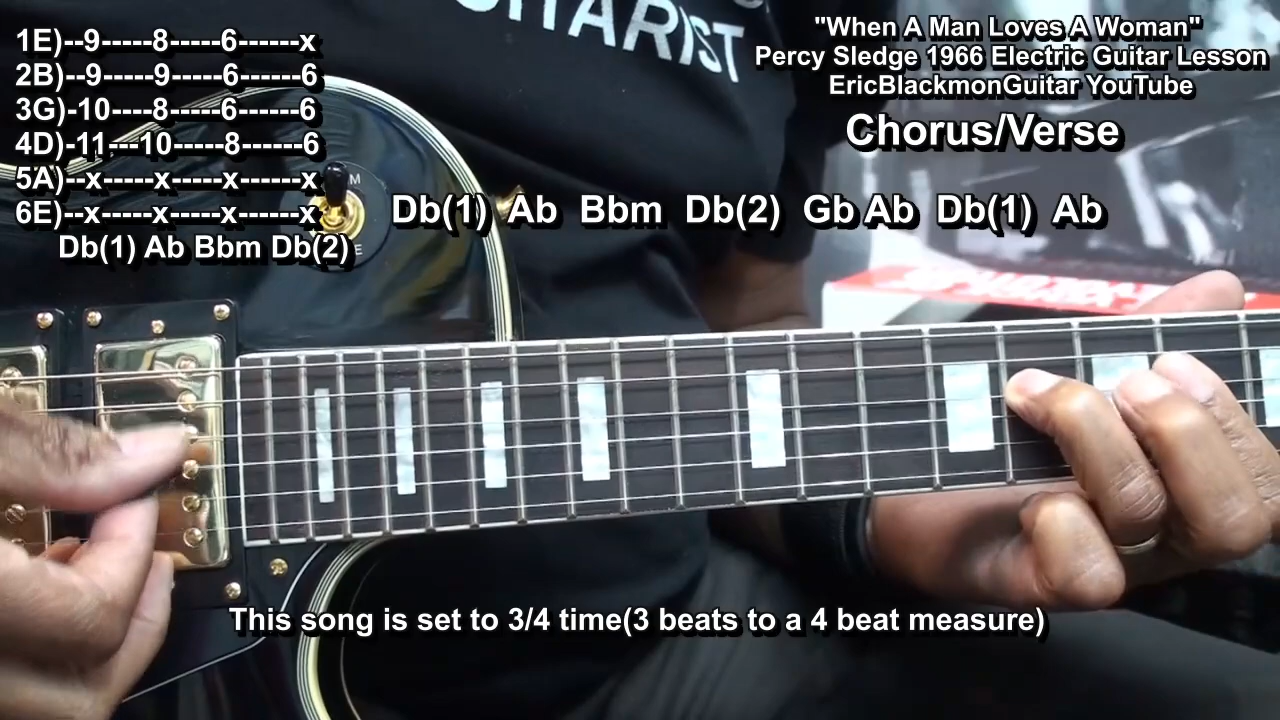 GUITARIST
1E)--9-----8-----6------x
2B)--9-----9-----6------6
3G)-10----8-----6------6
4D)-11---10-----8------6
5A)--x-----x-----x------x
6E)--x-----x-----x------x
Db(1) Ab Bbm Db(2)
"When A Man Loves A Woman"
Percy Sledge 1966 Electric Guitar Lesson
EricBlackmonGuitar YouTube
Chorus/Verse
Db(1) Ab Bbm Db(2) Gb Ab Db(1) Ab
This song is set to 3/4 time(3 beats to a 4 beat measure)